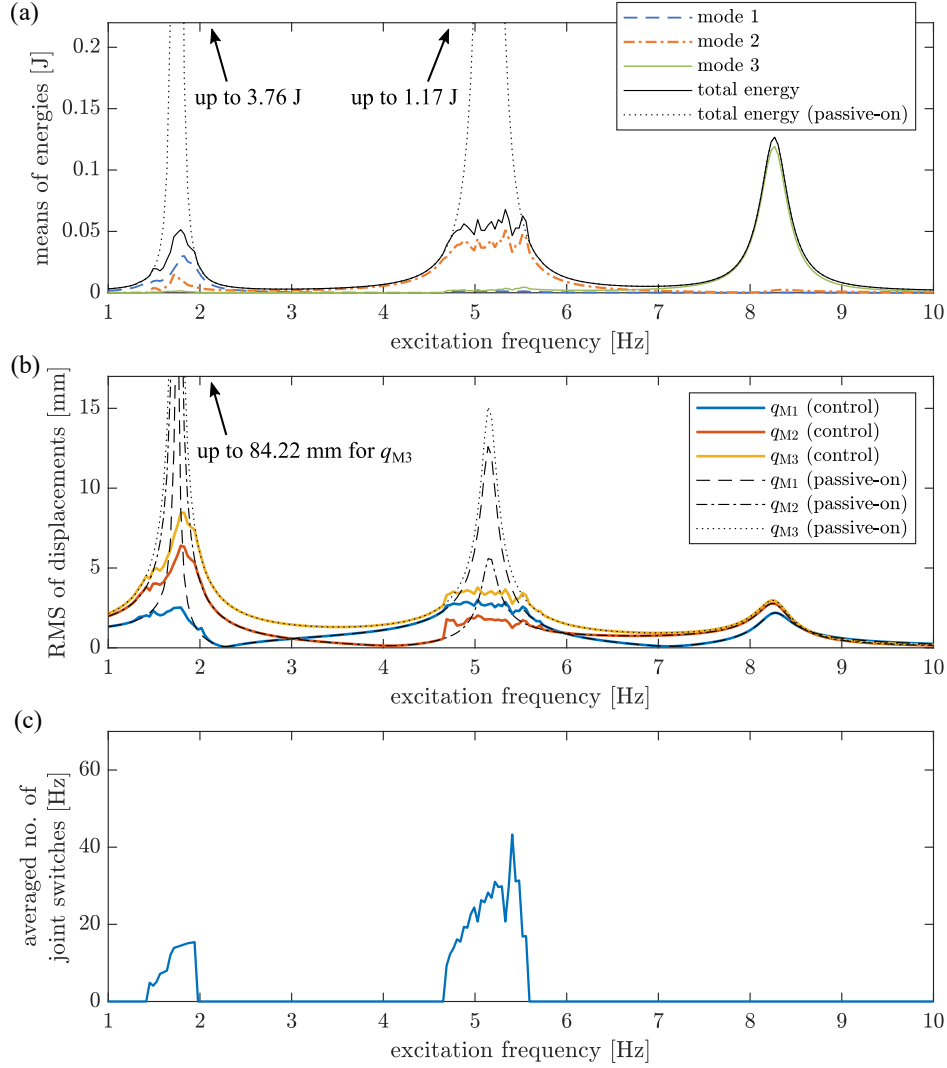 (a)
means of energies [J]
0.2
0.15
0.1
0.05
0
up to 3.76 J
up to 1.17 J
mode 1
mode 2
mode 3
total energy
total energy (passive-on)
1 2 3 4 5 6 7 8 9 10
excitation frequency [Hz]
(b)
RMS of displacements [mm]
15
10
5
0
up to 84.22 mm for qM3
qM1 (control)
qM2 (control)
qM3 (control)
qM1 (passive-on)
qM2 (passive-on)
qM3 (passive-on)
1 2 3 4 5 6 7 8 9 10
excitation frequency [Hz]
(c)
averaged no. of
joint switches [Hz]
60
40
20
0
1 2 3 4 5 6 7 8 9 10
excitation frequency [Hz]